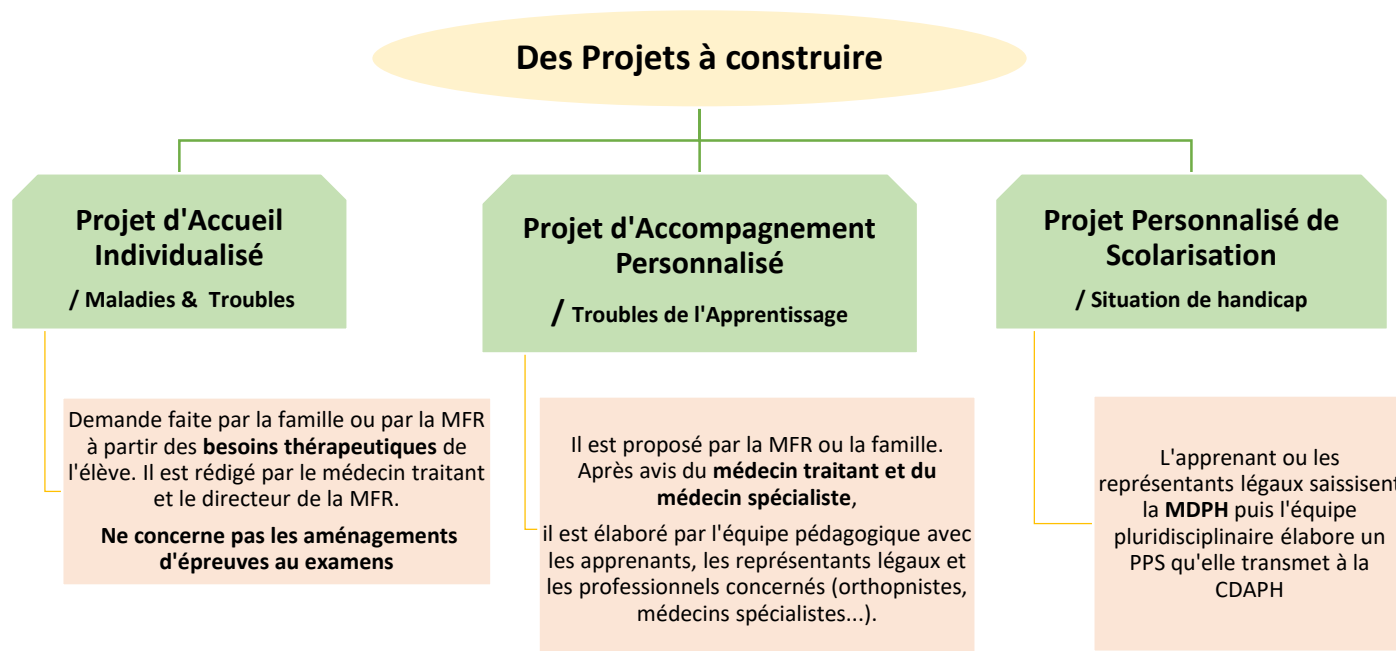 Des Projets à construire
Projet d'Accueil
Individualisé
/ Maladies & Troubles
Demande faite par la famille ou par la MFR
à partir des besoins thérapeutiques de
l'élève. Il est rédigé par le médecin traitant
et le directeur de la MFR.
Ne concerne pas les aménagements
d'épreuves au examens
Projet d'Accompagnement
Personnalisé
/ Troubles de l'Apprentissage
Il est proposé par la MFR ou la famille.
Après avis du médecin traitant et du
médecin spécialiste,
il est élaboré par l'équipe pédagogique avec
les apprenants, les représentants légaux et
les professionnels concernés (orthopnistes,
médecins spécialistes...).
Projet Personnalisé de
Scolarisation
/ Situation de handicap
L'apprenant ou les
représentants légaux saisissent
la MDPH puis l'équipe
pluridisciplinaire élabore un
PPS qu'elle transmet à la
CDAPH